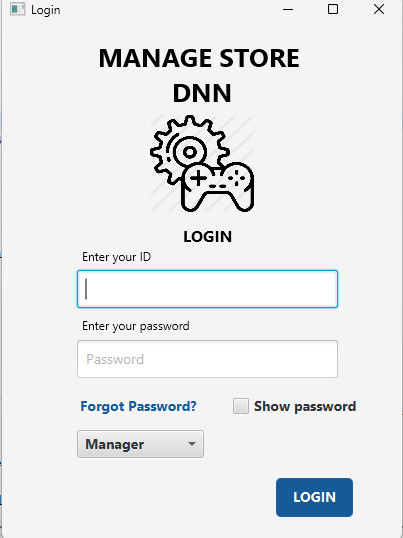 Login
MANAGE STORE
DNN
LOGIN
Enter your ID
Enter your password
Password
Forgot Password?
Show password
Manager
LOGIN